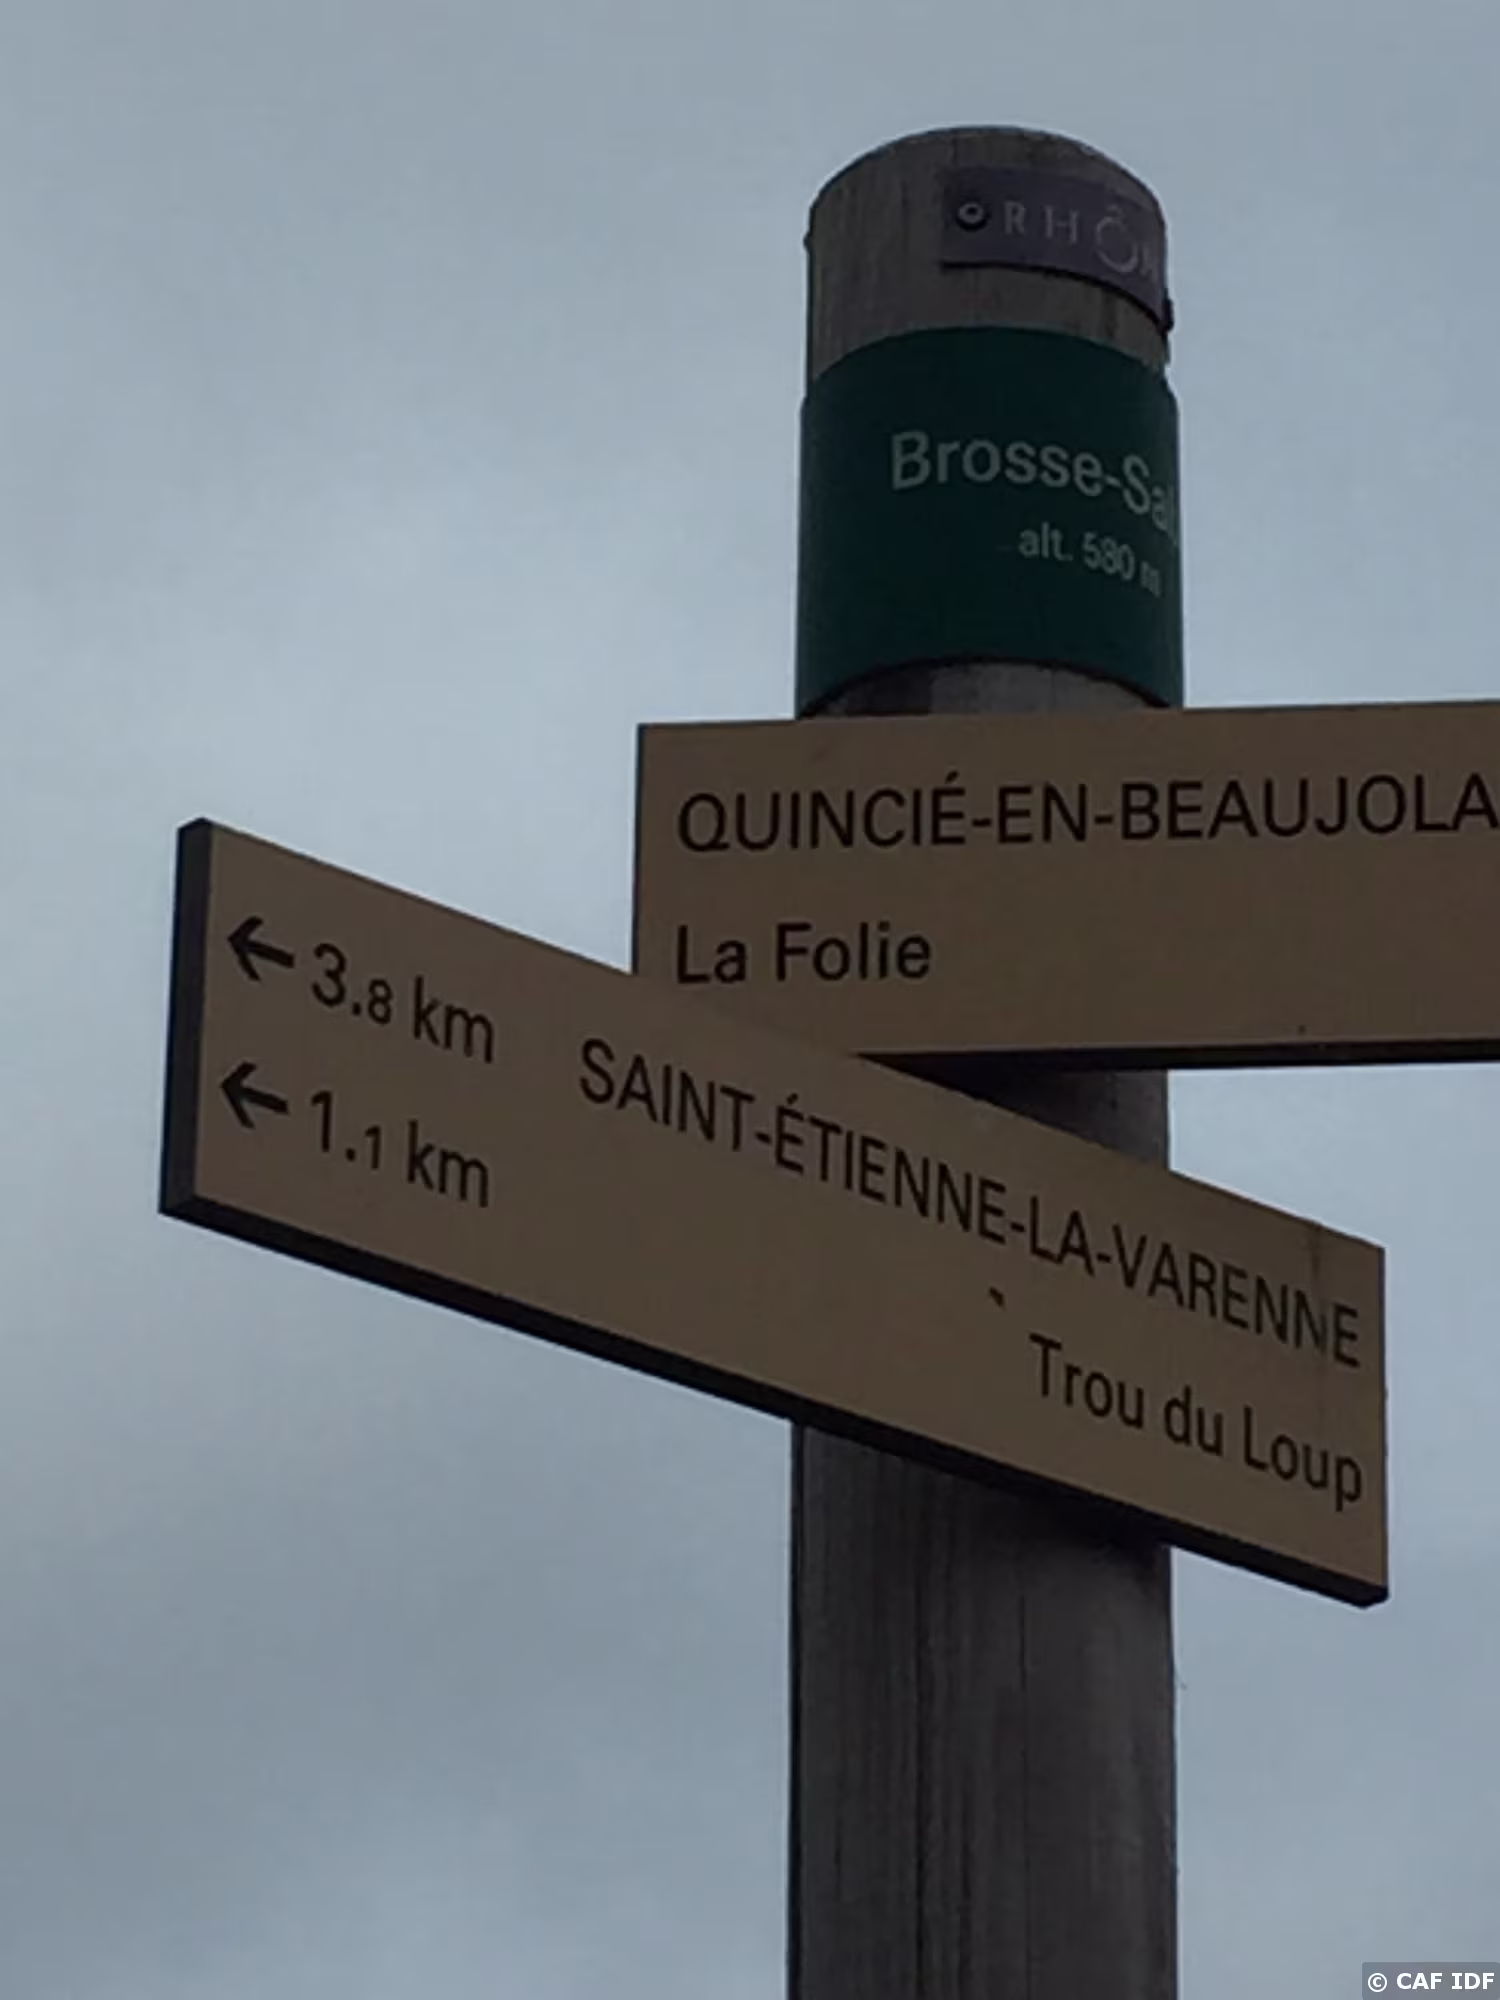 RHÔN
Brosse-Sa
alt. 580 m
QUINCIÉ-EN-BEAUJOLA
La Folie
← 3.8 km SAINT-ÉTIENNE-LA-VARENNE
← 1.1 km Trou du Loup
© CAF IDF